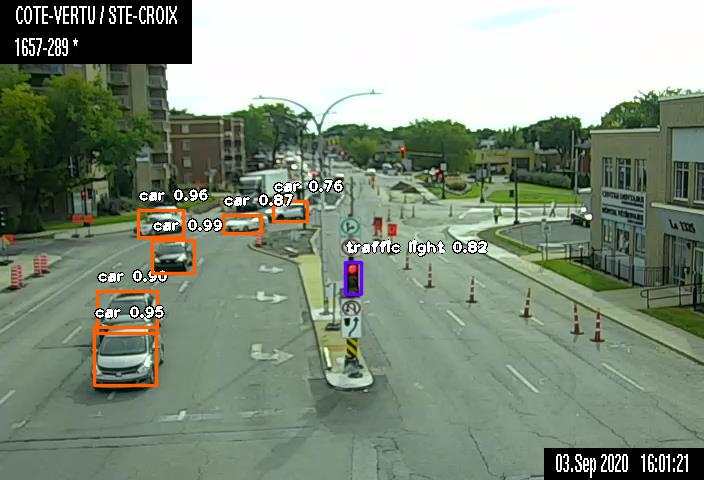 COTE-VERTU / STE-CROIX
1657-289 *
car 0.76
car 0.96
car 0.87
car 0.99
traffic light 0.82
car 0.90
car 0.95
03.Sep 2020 16:01:21